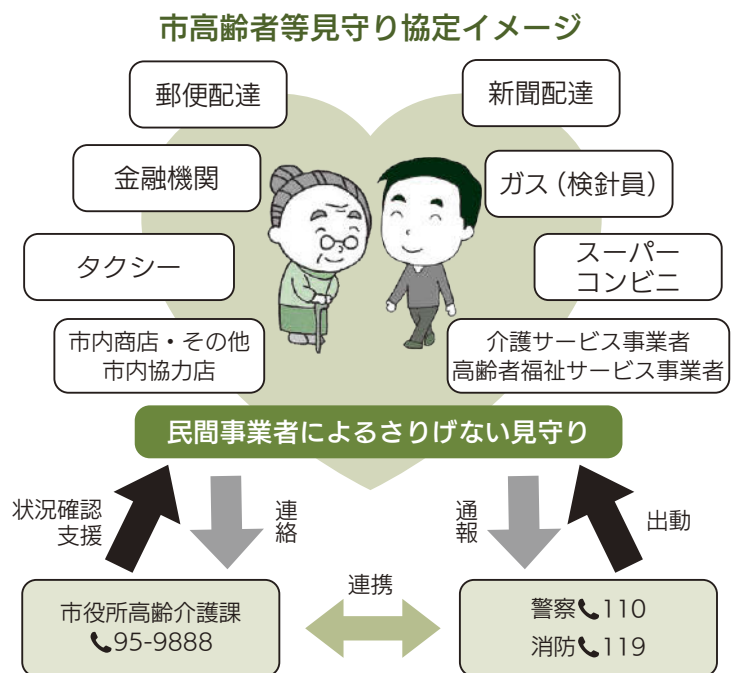 市高齢者等見守り協定イメージ
郵便配達
新聞配達
金融機関
ガス（検針員）
タクシー
スーパー
コンビニ
市内商店・その他
市内協力店
介護サービス事業者
高齢者福祉サービス事業者
民間事業者によるさりげない見守り
状況確認
支援
連絡
通報
出動
市役所高齢介護課
📞95-9888
連携
警察📞110
消防📞119